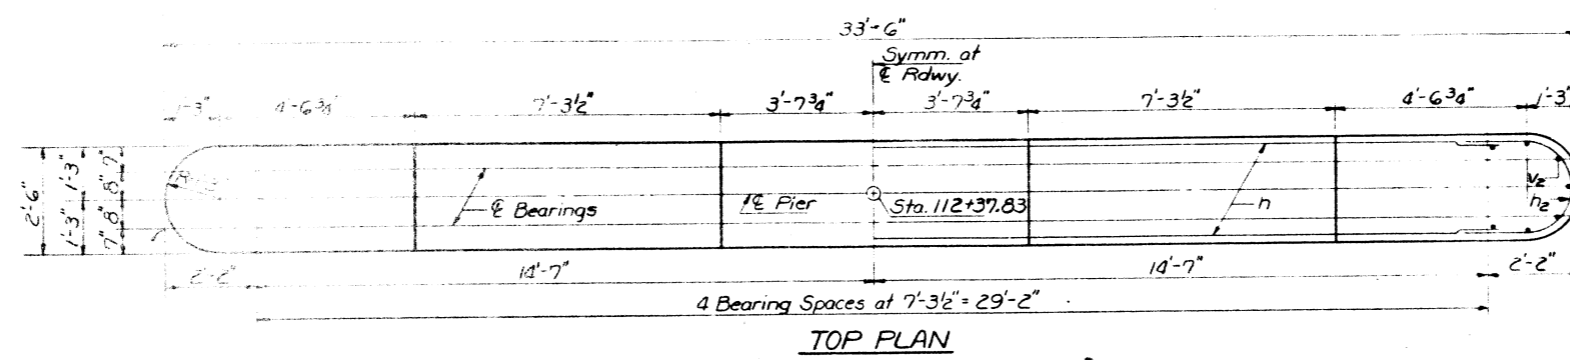 33'-6"
Symm. at
℄ Rdwy.
1'-3" 4'-6¾" 7'-3½" 3'-7¾" 3'-7¾" 7'-3½" 4'-6¾" 1'-3"
2'-6"
1'-3" 1'-3"
7" 8" 8" 7"
℄ Bearings
℄ Pier
Sta. 112+37.83
h
V2
h2
2'-2" 14'-7" 14'-7" 2'-2"
4 Bearing Spaces at 7'-3½" = 29'-2"
TOP PLAN